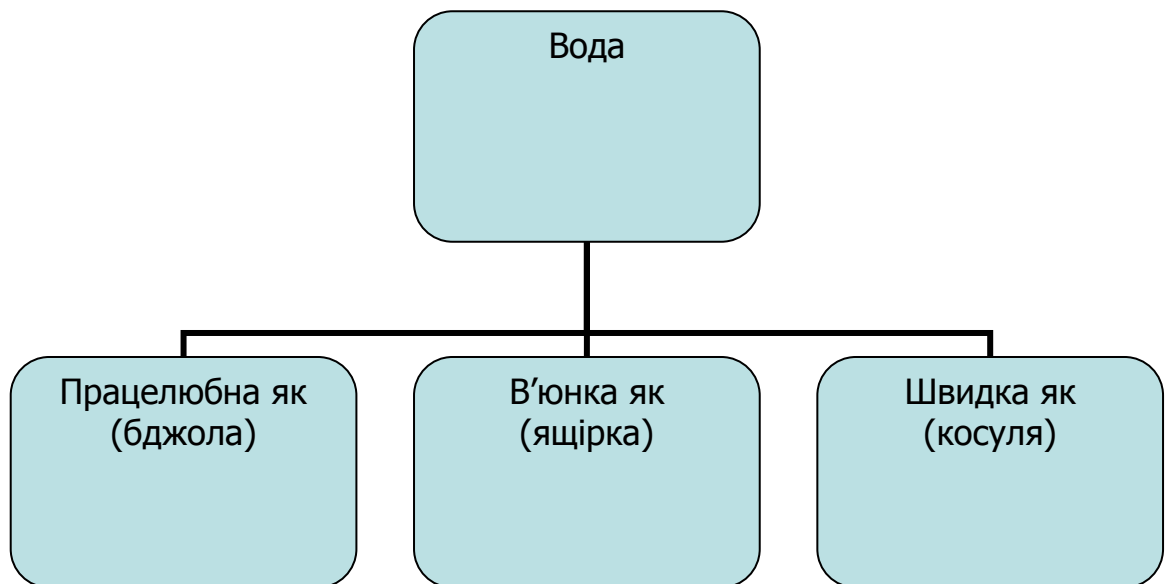 Вода
Працелюбна як
(бджола)
В’юнка як
(ящірка)
Швидка як
(косуля)